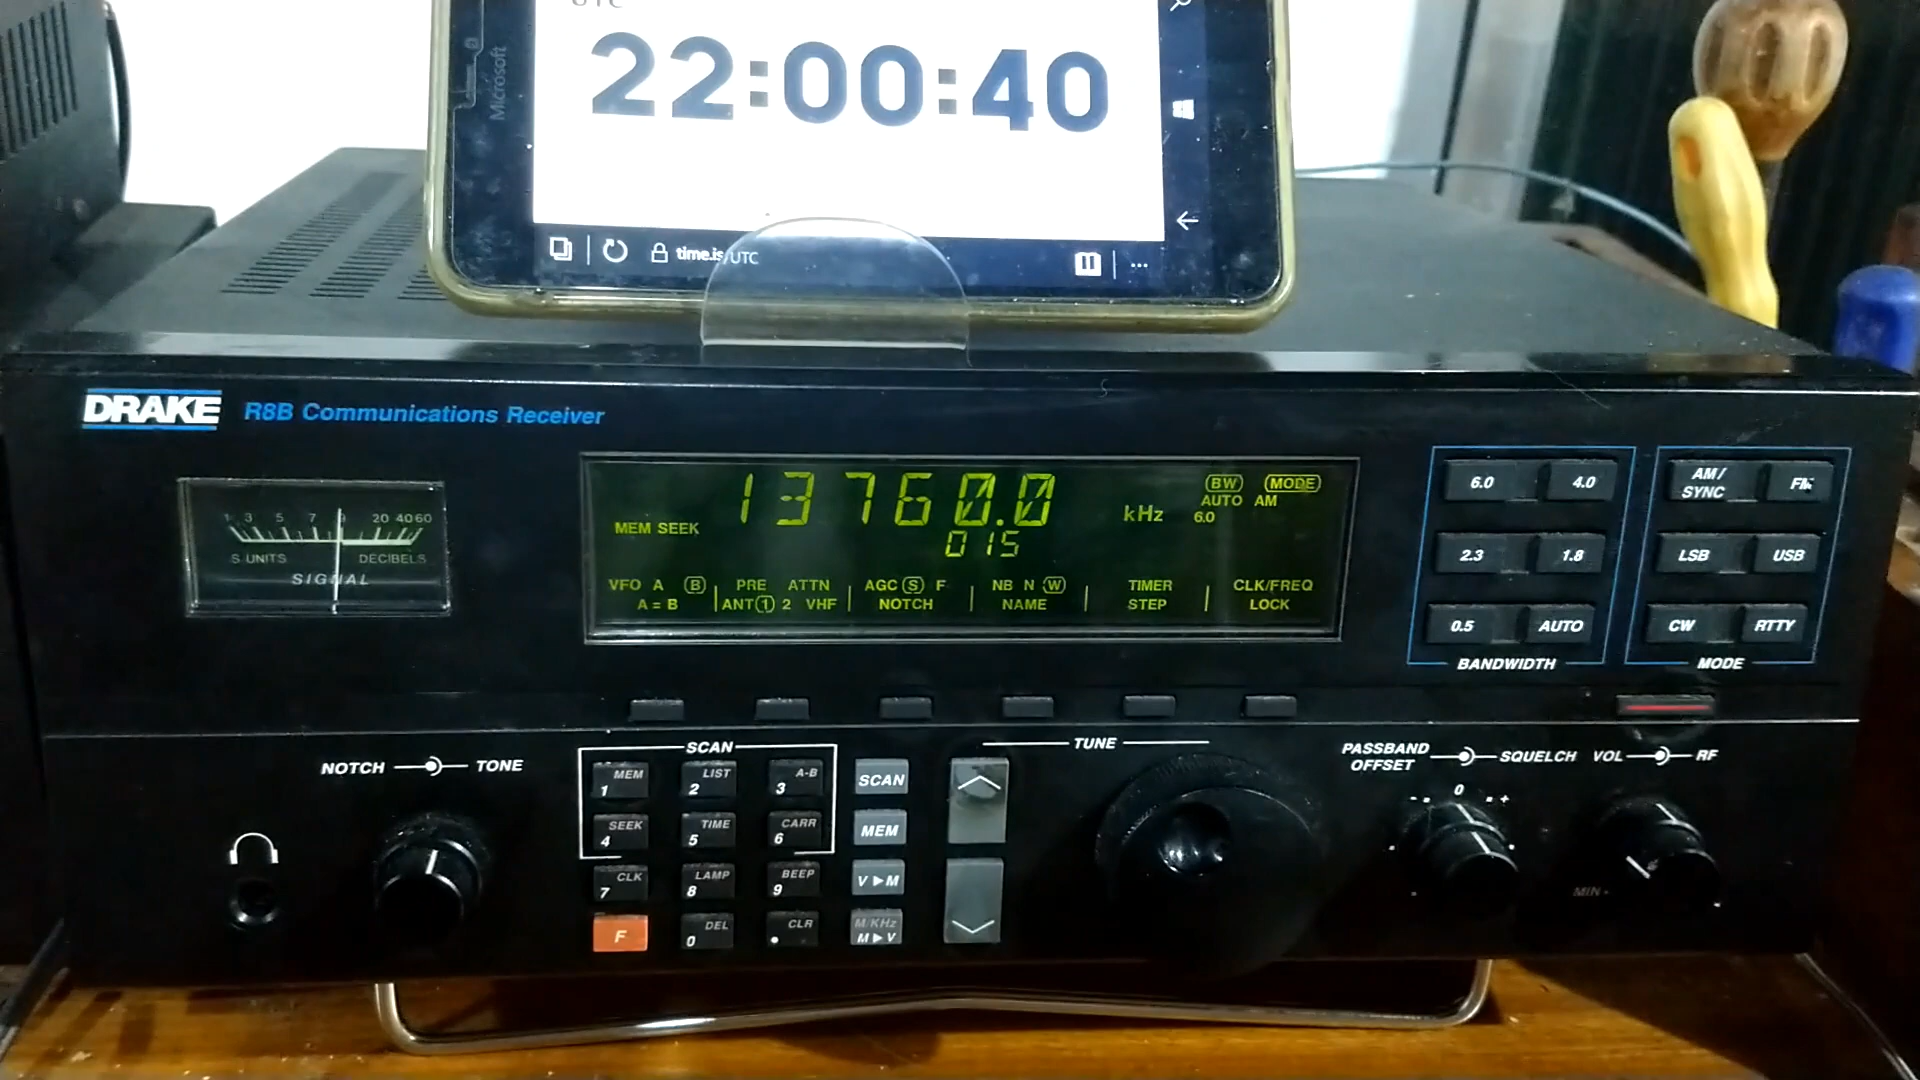 UTC
22:00:40
Microsoft
time.is/UTC
DRAKE R8B Communications Receiver
1 3 5 7 9 20 40 60
S UNITS DECIBELS
SIGNAL
13760.0 kHz
MEM SEEK
015
BW MODE
AUTO AM
6.0
VFO A B PRE ATTN AGC S F NB N W TIMER CLK/FREQ
A = B ANT 1 2 VHF NOTCH NAME STEP LOCK
6.0 4.0
2.3 1.8
0.5 AUTO
BANDWIDTH
AM/
SYNC FM
LSB USB
CW RTTY
MODE
NOTCH TONE
SCAN
MEM LIST A-B
1 2 3
SEEK TIME CARR
4 5 6
CLK LAMP BEEP
7 8 9
DEL CLR
F 0 •
SCAN
MEM
V▶M
M/KHz
M▶V
TUNE
PASSBAND
OFFSET SQUELCH
- 0 +
VOL RF
MIN